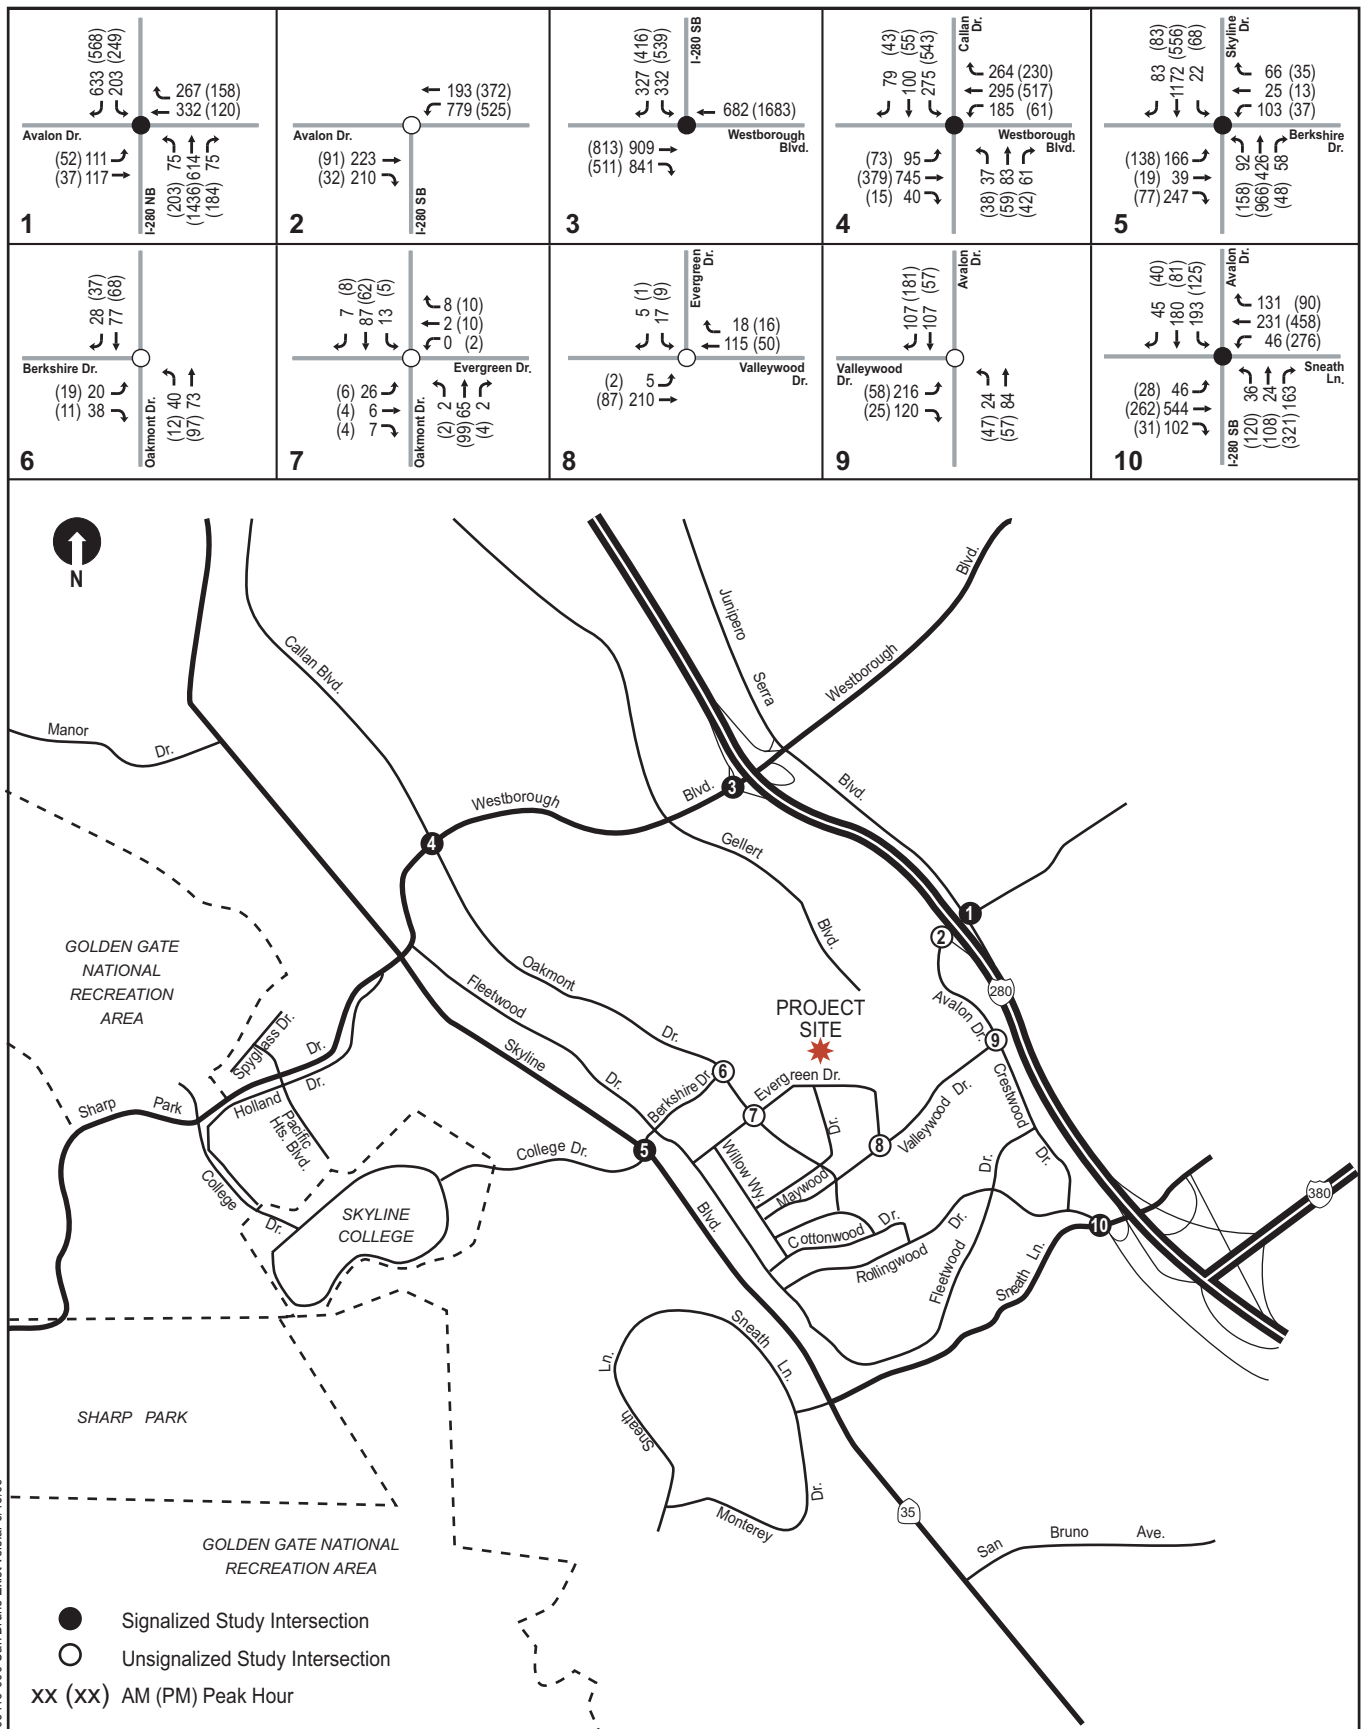 633 (568)
203 (249)
267 (158)
332 (120)
Avalon Dr.
(52) 111
(37) 117
(203) 75
(1436) 614
(184) 75
I-280 NB
1
193 (372)
779 (525)
Avalon Dr.
(91) 223
(32) 210
I-280 SB
2
327 (416)
332 (539)
I-280 SB
682 (1683)
Westborough
Blvd.
(813) 909
(511) 841
3
79 (43)
100 (55)
275 (543)
Callan
Dr.
264 (230)
295 (517)
185 (61)
Westborough
Blvd.
(73) 95
(379) 745
(15) 40
(38) 37
(59) 83
(42) 61
4
83 (83)
1172 (556)
22 (68)
Skyline
Dr.
66 (35)
25 (13)
103 (37)
Berkshire
Dr.
(138) 166
(19) 39
(77) 247
(158) 92
(966) 426
(48) 58
5
28 (37)
77 (68)
Berkshire Dr.
(19) 20
(11) 38
Oakmont Dr.
(12) 40
(97) 73
6
7 (8)
87 (62)
13 (5)
8 (10)
2 (10)
0 (2)
Evergreen Dr.
(6) 26
(4) 6
(4) 7
Oakmont Dr.
(2) 2
(99) 65
(4) 2
7
5 (1)
17 (9)
Evergreen
Dr.
18 (16)
115 (50)
Valleywood
Dr.
(2) 5
(87) 210
8
107 (181)
107 (57)
Avalon
Dr.
Valleywood
Dr.
(58) 216
(25) 120
(47) 24
(57) 84
9
45 (40)
180 (81)
193 (125)
Avalon
Dr.
131 (90)
231 (458)
46 (276)
Sneath
Ln.
(28) 46
(262) 544
(31) 102
I-280 SB
(120) 36
(108) 24
(321) 163
10
N
Callan Blvd.
Junipero
Serra
Blvd.
Westborough
Blvd.
Manor
Dr.
Westborough
Blvd.
3
4
Gellert
Blvd.
1
2
GOLDEN GATE
NATIONAL
RECREATION
AREA
Oakmont
Dr.
Fleetwood
Dr.
280
Avalon Dr.
9
PROJECT
SITE
Spyglass Dr.
Dr.
Skyline
6
Berkshire Dr.
Evergreen Dr.
7
Crestwood
Dr.
Sharp
Park
Holland
Dr.
Pacific
Hts. Blvd.
Dr.
8
Valleywood Dr.
5
College Dr.
Willow Wy.
Maywood
College
Dr.
SKYLINE
COLLEGE
Blvd.
Cottonwood
Dr.
Rollingwood
Dr.
Fleetwood
Dr.
10
380
Sneath Ln.
Sneath
Ln.
Ln.
Sneath
SHARP PARK
Monterey
Dr.
35
San
Bruno
Ave.
GOLDEN GATE NATIONAL
RECREATION AREA
Signalized Study Intersection
Unsignalized Study Intersection
xx (xx) AM (PM) Peak Hour